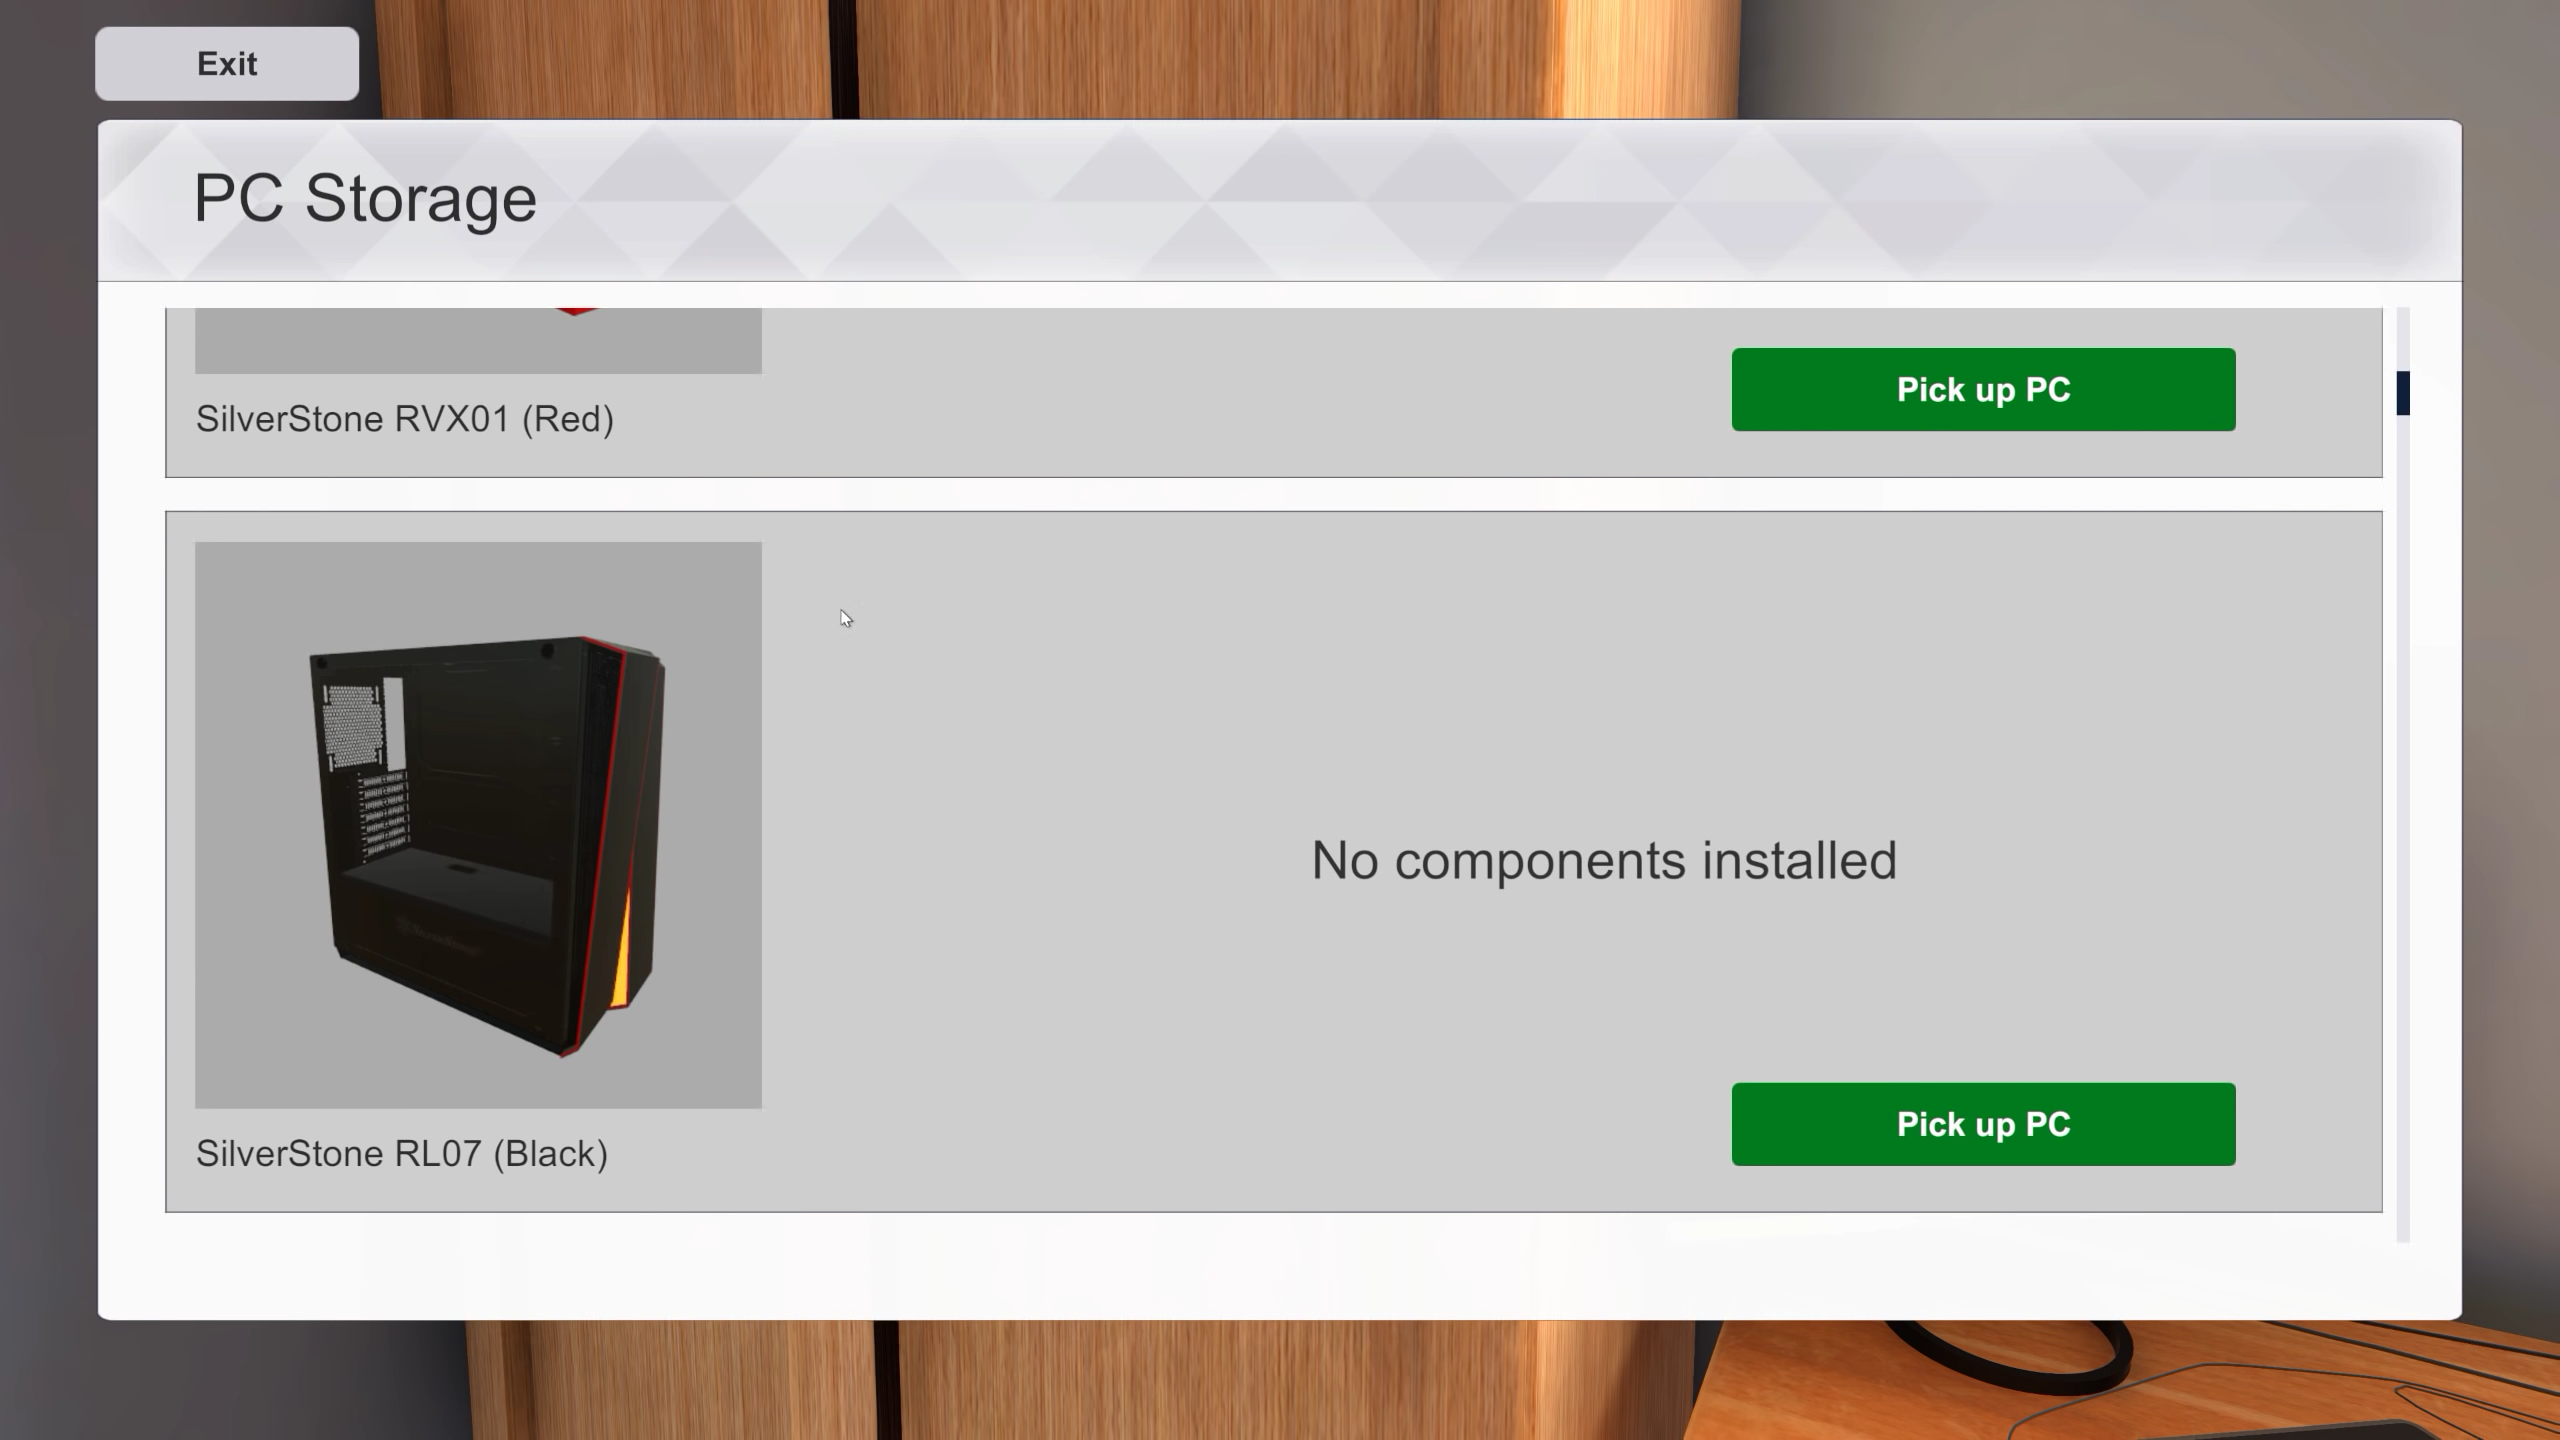 Exit
PC Storage
Pick up PC
SilverStone RVX01 (Red)
No components installed
Pick up PC
SilverStone RL07 (Black)